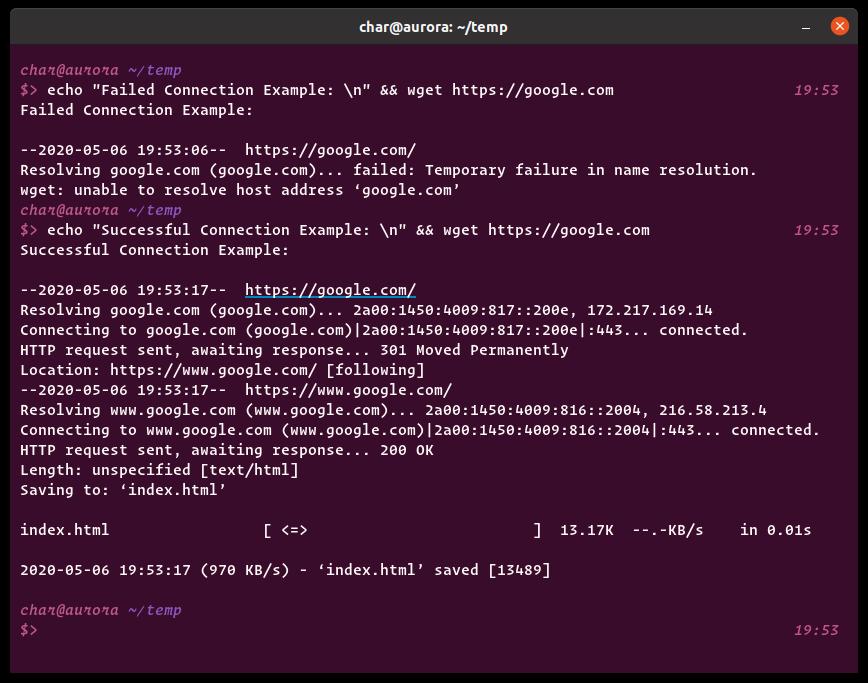 char@aurora: ~/temp
char@aurora ~/temp
$> echo "Failed Connection Example: \n" && wget https://google.com 19:53
Failed Connection Example:
--2020-05-06 19:53:06-- https://google.com/
Resolving google.com (google.com)... failed: Temporary failure in name resolution.
wget: unable to resolve host address ‘google.com’
char@aurora ~/temp
$> echo "Successful Connection Example: \n" && wget https://google.com 19:53
Successful Connection Example:
--2020-05-06 19:53:17-- https://google.com/
Resolving google.com (google.com)... 2a00:1450:4009:817::200e, 172.217.169.14
Connecting to google.com (google.com)|2a00:1450:4009:817::200e|:443... connected.
HTTP request sent, awaiting response... 301 Moved Permanently
Location: https://www.google.com/ [following]
--2020-05-06 19:53:17-- https://www.google.com/
Resolving www.google.com (www.google.com)... 2a00:1450:4009:816::2004, 216.58.213.4
Connecting to www.google.com (www.google.com)|2a00:1450:4009:816::2004|:443... connected.
HTTP request sent, awaiting response... 200 OK
Length: unspecified [text/html]
Saving to: ‘index.html’
index.html [ <=> ] 13.17K --.-KB/s in 0.01s
2020-05-06 19:53:17 (970 KB/s) - ‘index.html’ saved [13489]
char@aurora ~/temp
$> 19:53